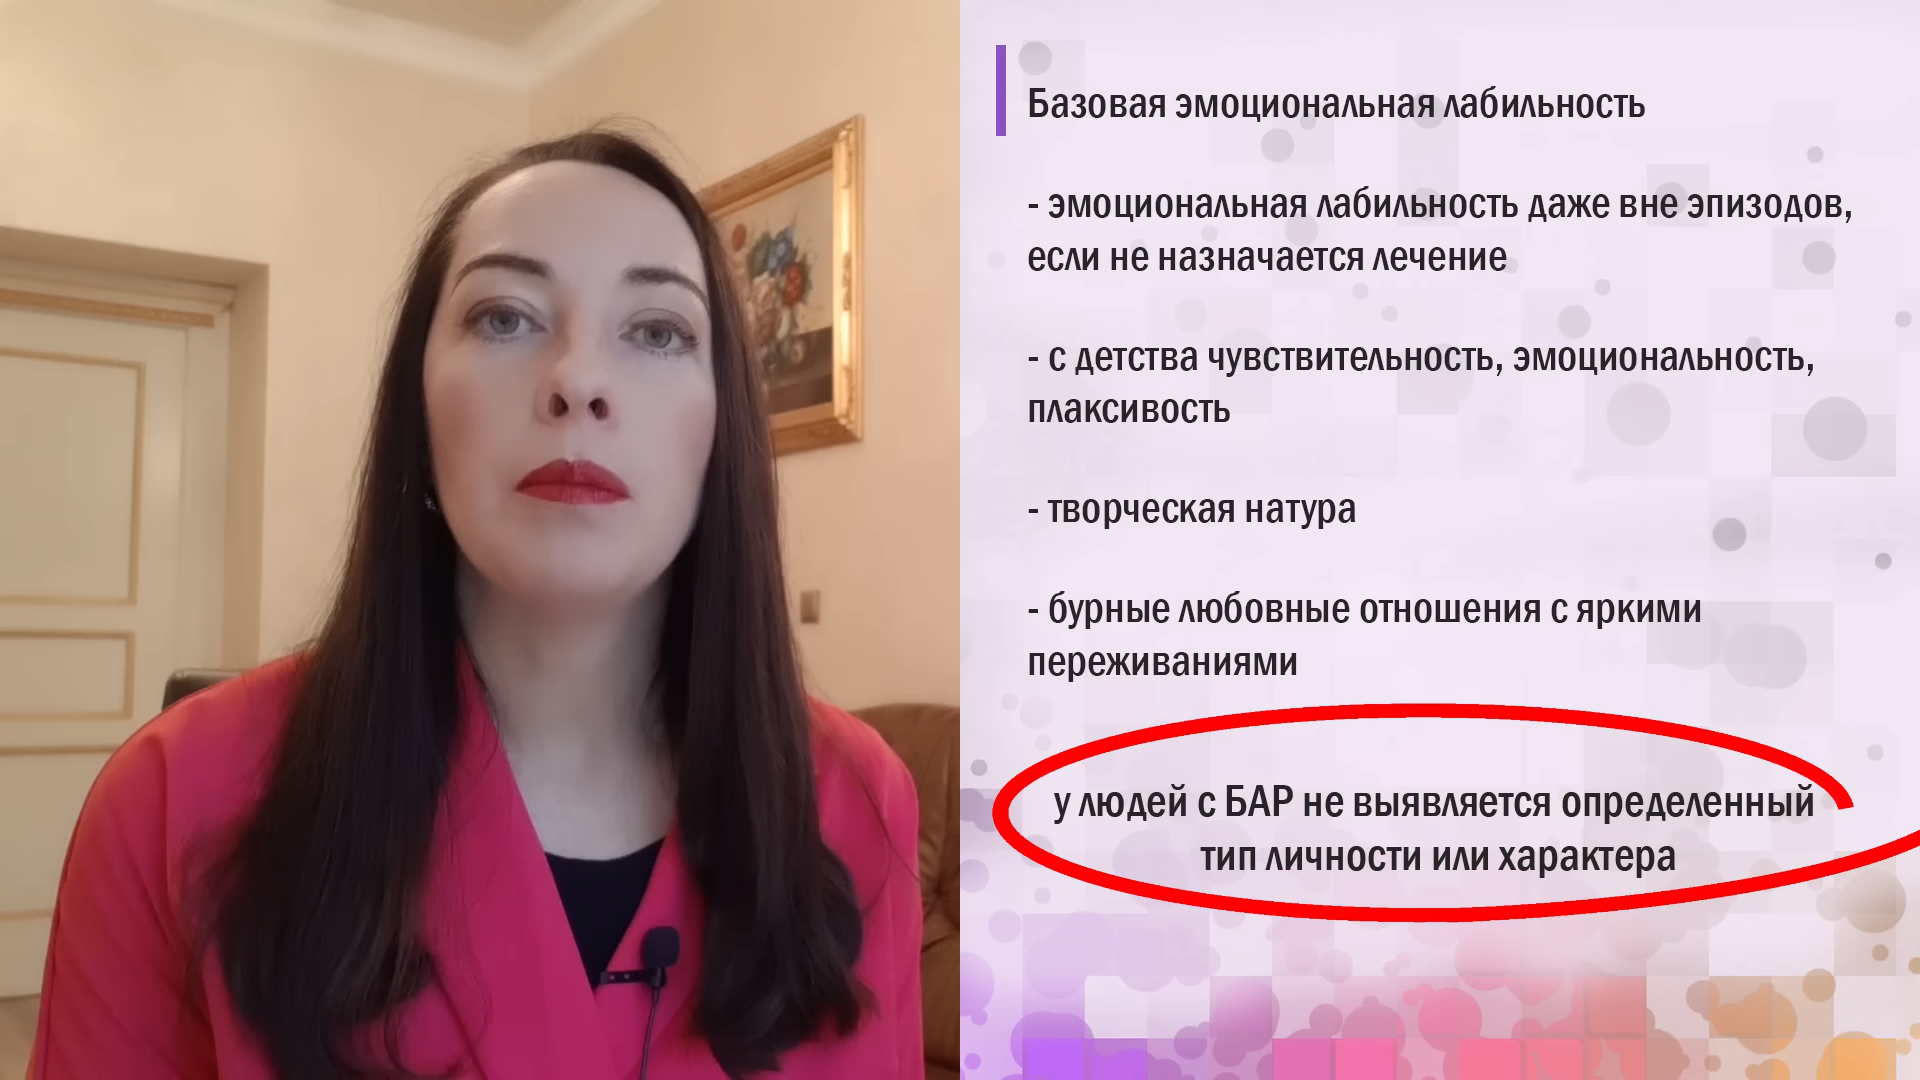 Базовая эмоциональная лабильность
- эмоциональная лабильность даже вне эпизодов,
если не назначается лечение
- с детства чувствительность, эмоциональность,
плаксивость
- творческая натура
- бурные любовные отношения с яркими
переживаниями
у людей с БАР не выявляется определенный
тип личности или характера